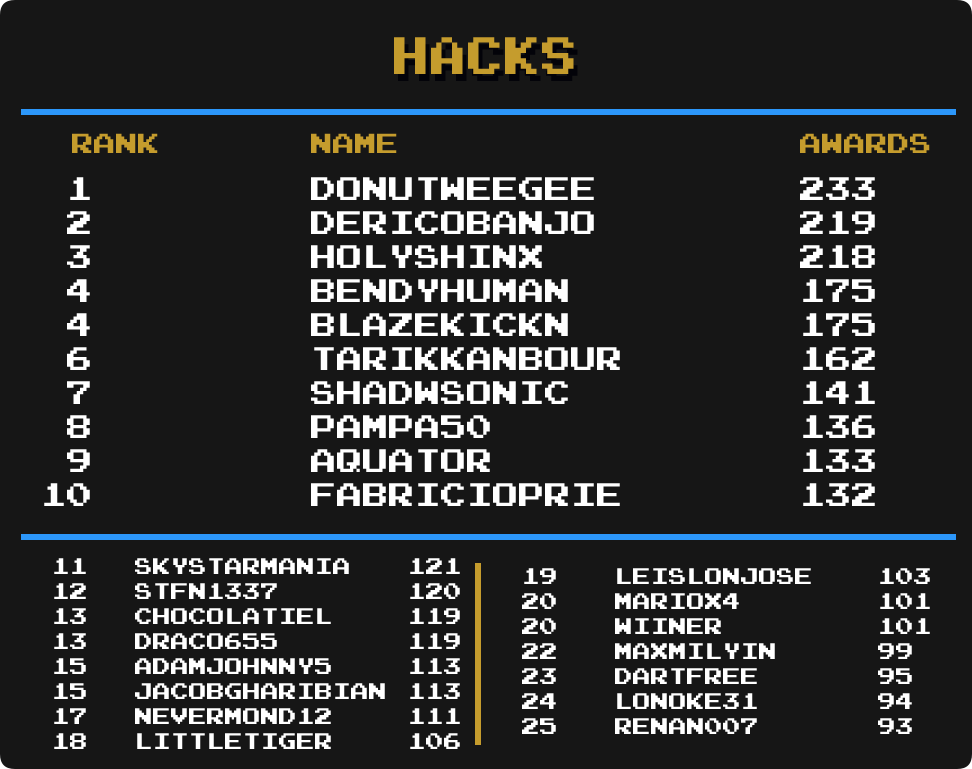 HACKS
RANK NAME AWARDS
1 DONUTWEEGEE 233
2 DERICOBANJO 219
3 HOLYSHINX 218
4 BENDYHUMAN 175
4 BLAZEKICKN 175
6 TARIKKANBOUR 162
7 SHADWSONIC 141
8 PAMPA50 136
9 AQUATOR 133
10 FABRICIOPRIE 132
11 SKYSTARMANIA 121
12 STFN1337 120
13 CHOCOLATIEL 119
13 DRACO655 119
15 ADAMJOHNNY5 113
15 JACOBGHARIBIAN 113
17 NEVERMOND12 111
18 LITTLETIGER 106
19 LEISLONJOSE 103
20 MARIOX4 101
20 WIINER 101
22 MAXMILYIN 99
23 DARTFREE 95
24 LONOKE31 94
25 RENAN007 93